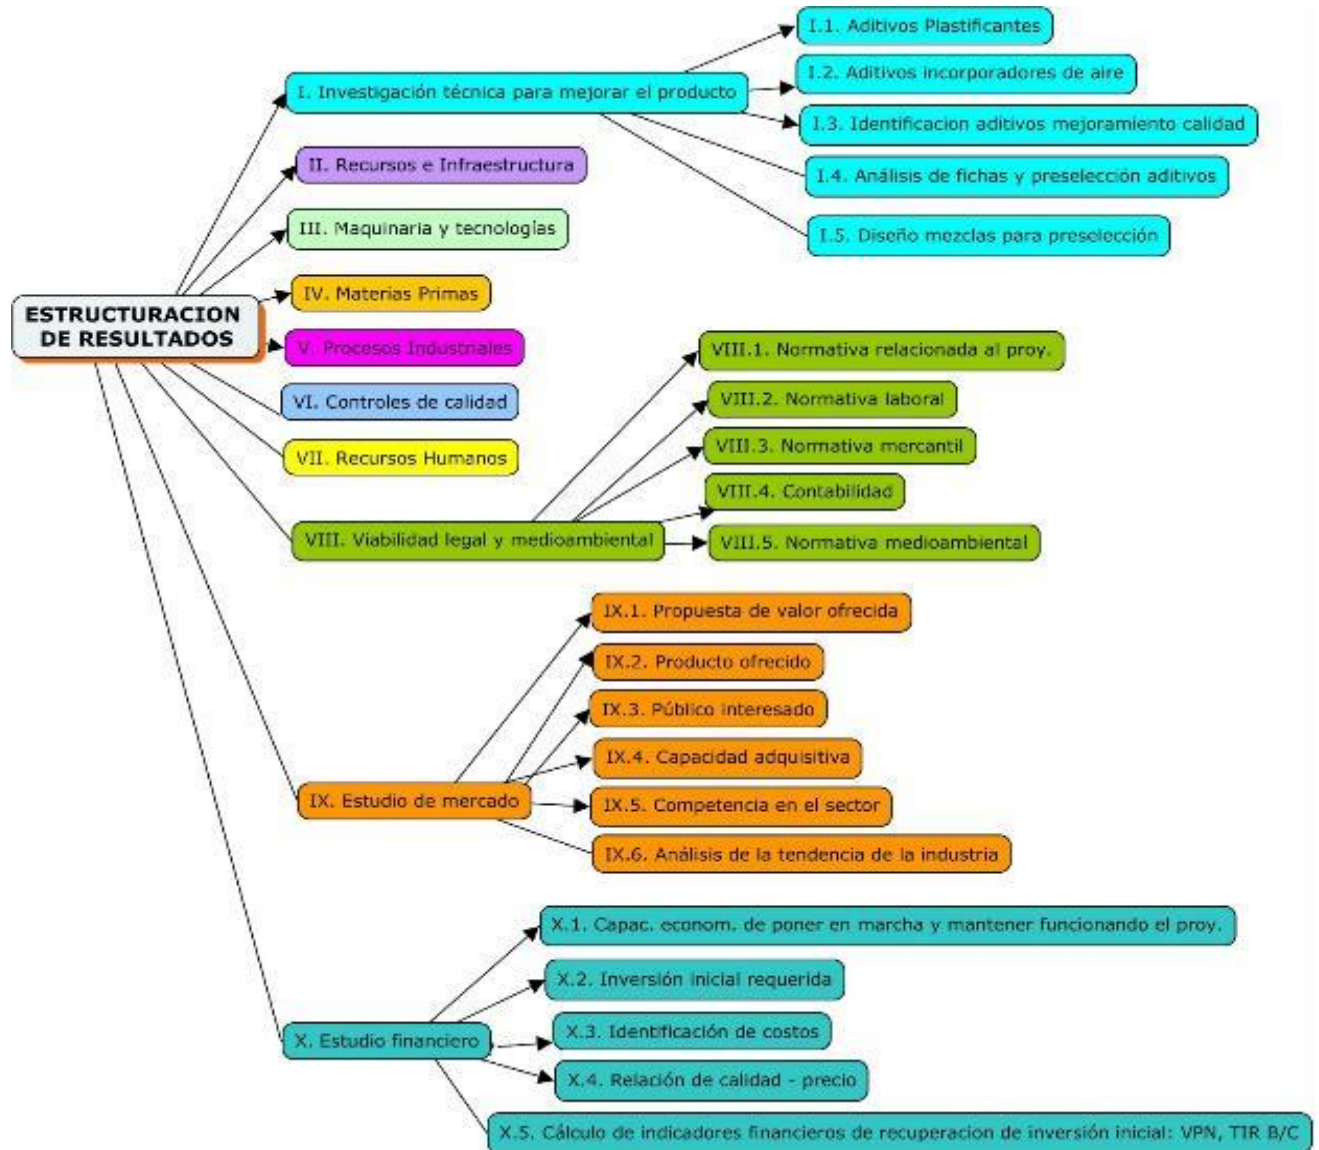 ESTRUCTURACION
DE RESULTADOS
I. Investigación técnica para mejorar el producto
I.1. Aditivos Plastificantes
I.2. Aditivos incorporadores de aire
I.3. Identificacion aditivos mejoramiento calidad
I.4. Análisis de fichas y preselección aditivos
I.5. Diseño mezclas para preselección
II. Recursos e Infraestructura
III. Maquinaria y tecnologías
IV. Materias Primas
V. Procesos Industriales
VI. Controles de calidad
VII. Recursos Humanos
VIII. Viabilidad legal y medioambiental
VIII.1. Normativa relacionada al proy.
VIII.2. Normativa laboral
VIII.3. Normativa mercantil
VIII.4. Contabilidad
VIII.5. Normativa medioambiental
IX. Estudio de mercado
IX.1. Propuesta de valor ofrecida
IX.2. Producto ofrecido
IX.3. Público interesado
IX.4. Capacidad adquisitiva
IX.5. Competencia en el sector
IX.6. Análisis de la tendencia de la industria
X. Estudio financiero
X.1. Capac. econom. de poner en marcha y mantener funcionando el proy.
X.2. Inversión inicial requerida
X.3. Identificación de costos
X.4. Relación de calidad - precio
X.5. Cálculo de indicadores financieros de recuperacion de inversión inicial: VPN, TIR B/C